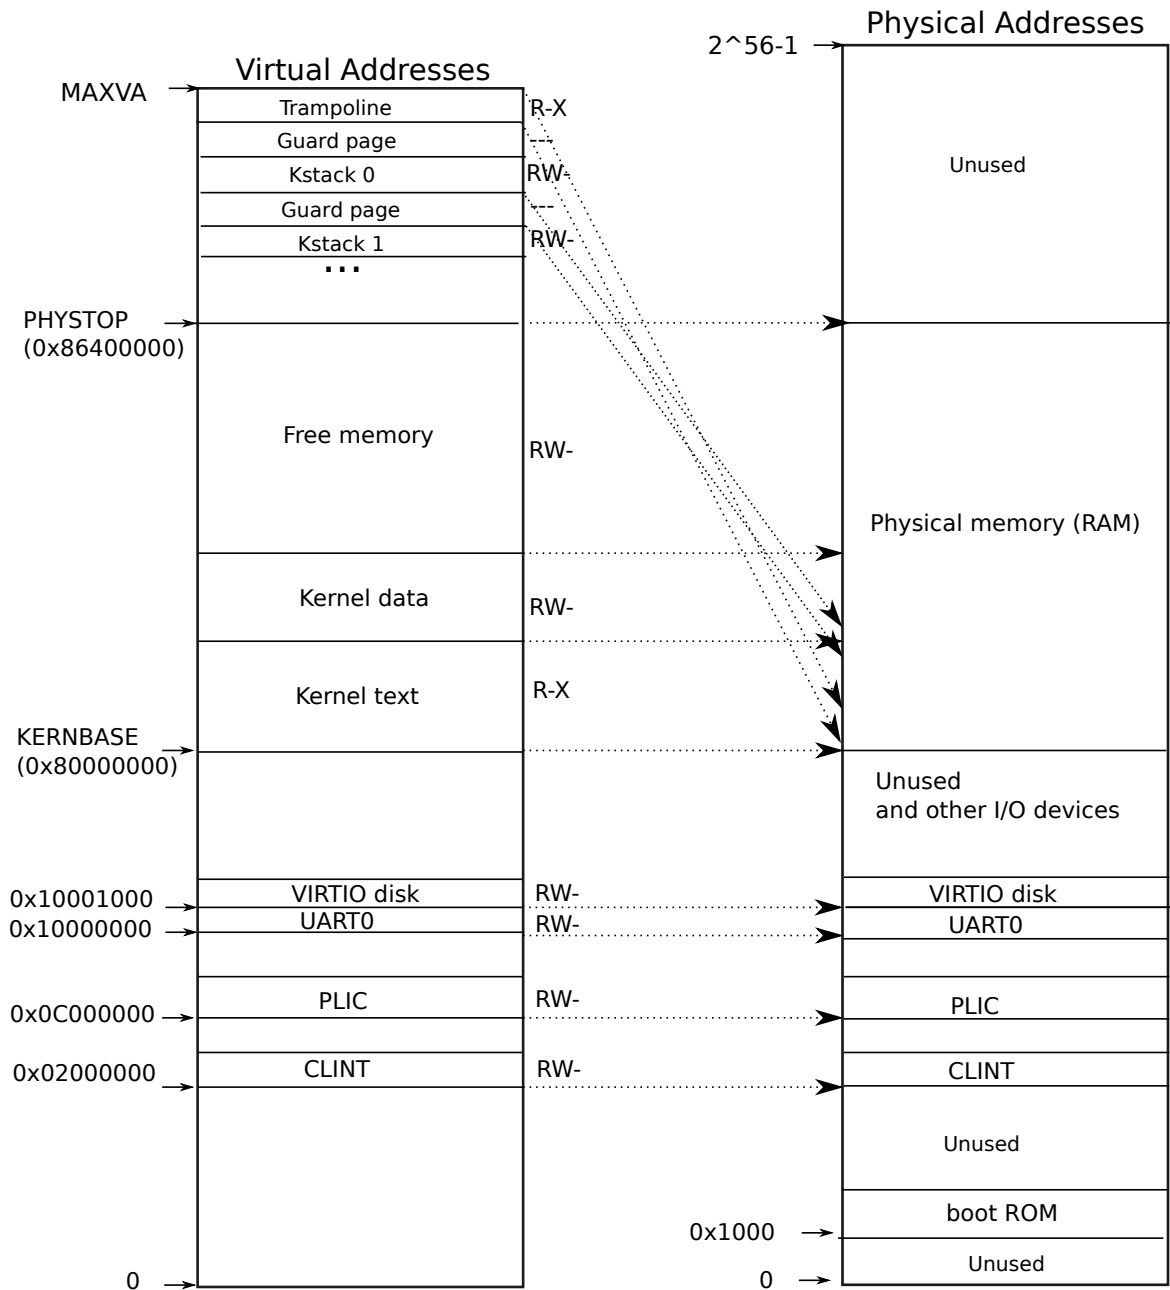 Physical Addresses
2^56-1
Virtual Addresses
MAXVA
Trampoline
R-X
Guard page
---
Unused
Kstack 0
RW-
Guard page
---
Kstack 1
RW-
...
PHYSTOP
(0x86400000)
Free memory
RW-
Physical memory (RAM)
Kernel data
RW-
Kernel text
R-X
KERNBASE
(0x80000000)
Unused
and other I/O devices
0x10001000
VIRTIO disk
RW-
VIRTIO disk
0x10000000
UART0
RW-
UART0
0x0C000000
PLIC
RW-
PLIC
0x02000000
CLINT
RW-
CLINT
Unused
boot ROM
0x1000
Unused
0
0